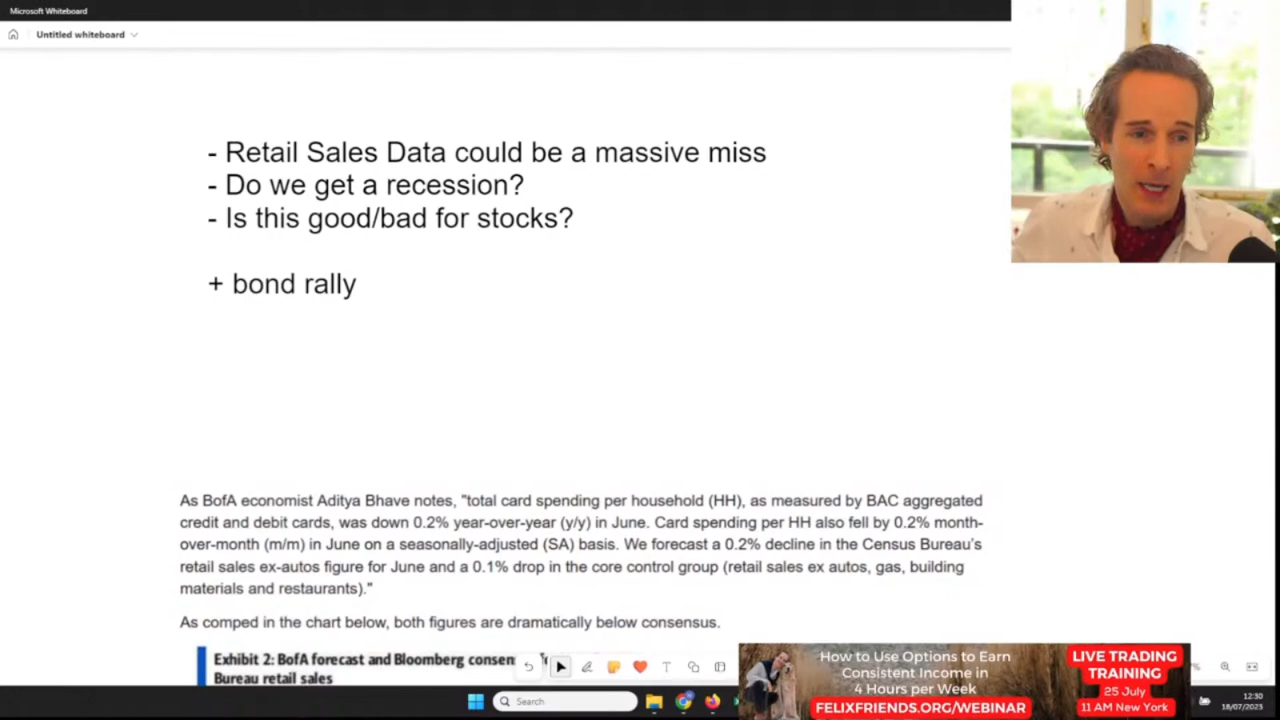 Microsoft Whiteboard
Untitled whiteboard
- Retail Sales Data could be a massive miss
- Do we get a recession?
- Is this good/bad for stocks?
+ bond rally
As BofA economist Aditya Bhave notes, "total card spending per household (HH), as measured by BAC aggregated
credit and debit cards, was down 0.2% year-over-year (y/y) in June. Card spending per HH also fell by 0.2% month-
over-month (m/m) in June on a seasonally-adjusted (SA) basis. We forecast a 0.2% decline in the Census Bureau's
retail sales ex-autos figure for June and a 0.1% drop in the core control group (retail sales ex autos, gas, building
materials and restaurants)."
As comped in the chart below, both figures are dramatically below consensus.
Exhibit 2: BofA forecast and Bloomberg consen
Bureau retail sales
How to Use Options to Earn
Consistent Income in
4 Hours per Week
FELIXFRIENDS.ORG/WEBINAR
LIVE TRADING
TRAINING
25 July
11 AM New York
Search
12:30
18/07/2023